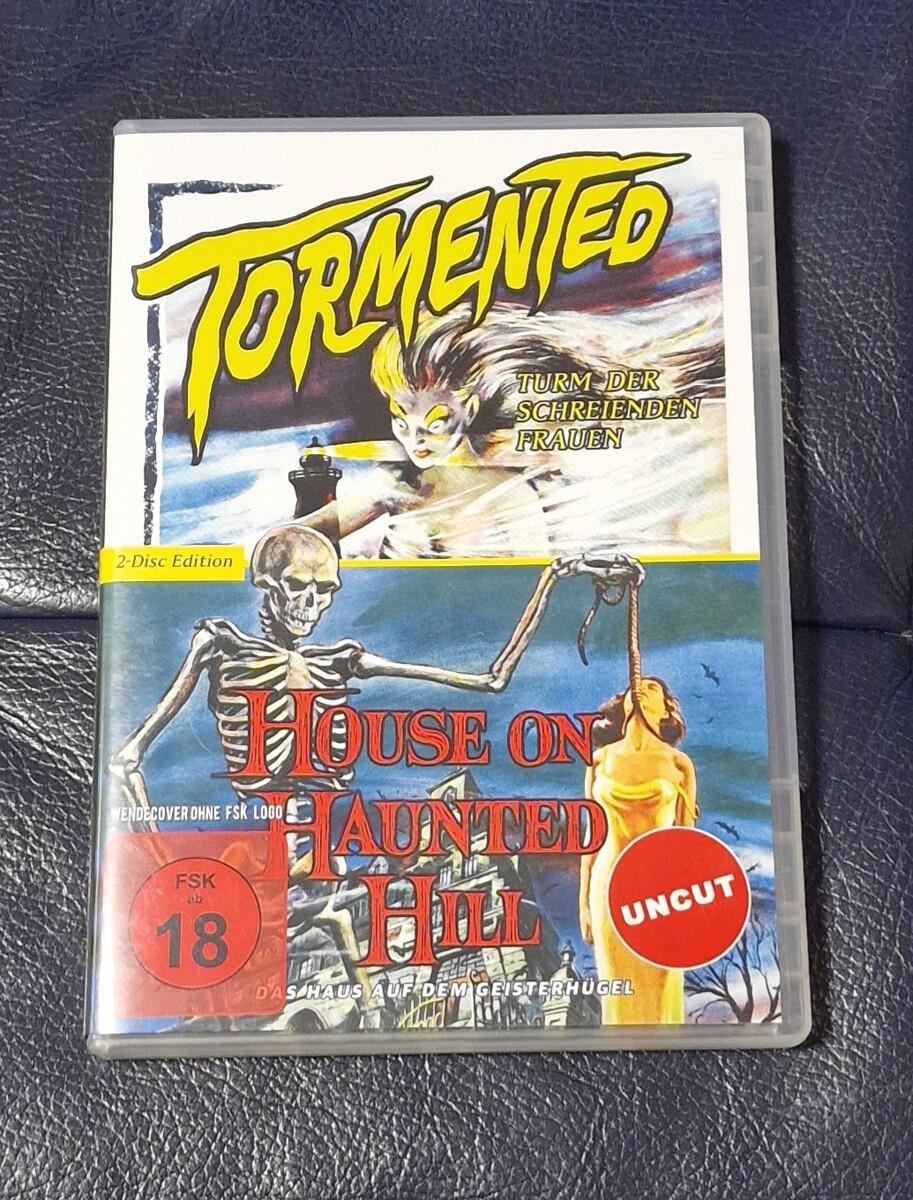 TORMENTED
TURM DER
SCHREIENDEN
FRAUEN
2-Disc Edition
HOUSE ON
HAUNTED
HILL
WENDECOVER OHNE FSK LOGO
FSK
ab
18
UNCUT
DAS HAUS AUF DEM GEISTERHÜGEL